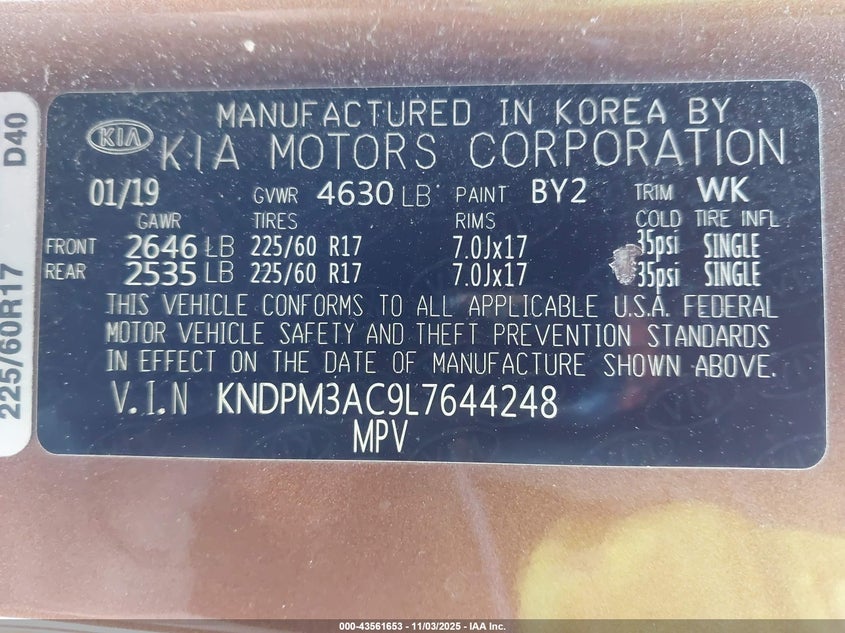 MANUFACTURED IN KOREA BY
KIA KIA MOTORS CORPORATION
01/19 GVWR 4630 LB PAINT BY2 TRIM WK
GAWR TIRES RIMS COLD TIRE INFL
FRONT 2646 LB 225/60 R17 7.0Jx17 35psi SINGLE
REAR 2535 LB 225/60 R17 7.0Jx17 35psi SINGLE
THIS VEHICLE CONFORMS TO ALL APPLICABLE U.S.A. FEDERAL
MOTOR VEHICLE SAFETY AND THEFT PREVENTION STANDARDS
IN EFFECT ON THE DATE OF MANUFACTURE SHOWN ABOVE.
V.I.N KNDPM3AC9L7644248
MPV
225/60R17 D40
000-43561653 - 11/03/2025 - IAA Inc.